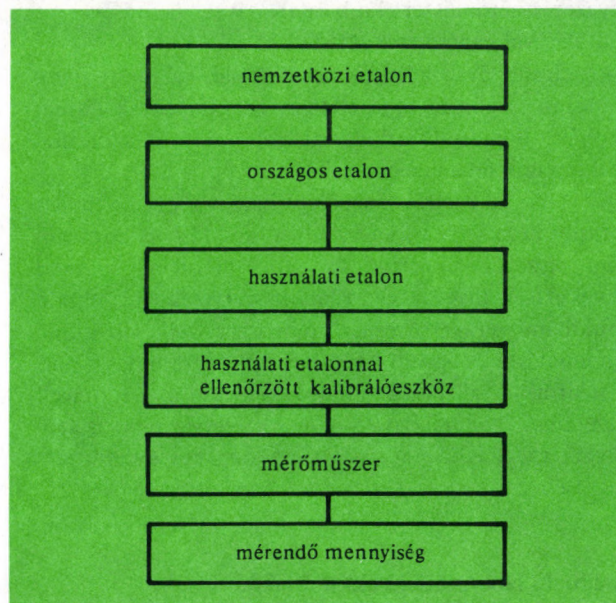 nemzetközi etalon
országos etalon
használati etalon
használati etalonnal
ellenőrzött kalibrálóeszköz
mérőműszer
mérendő mennyiség